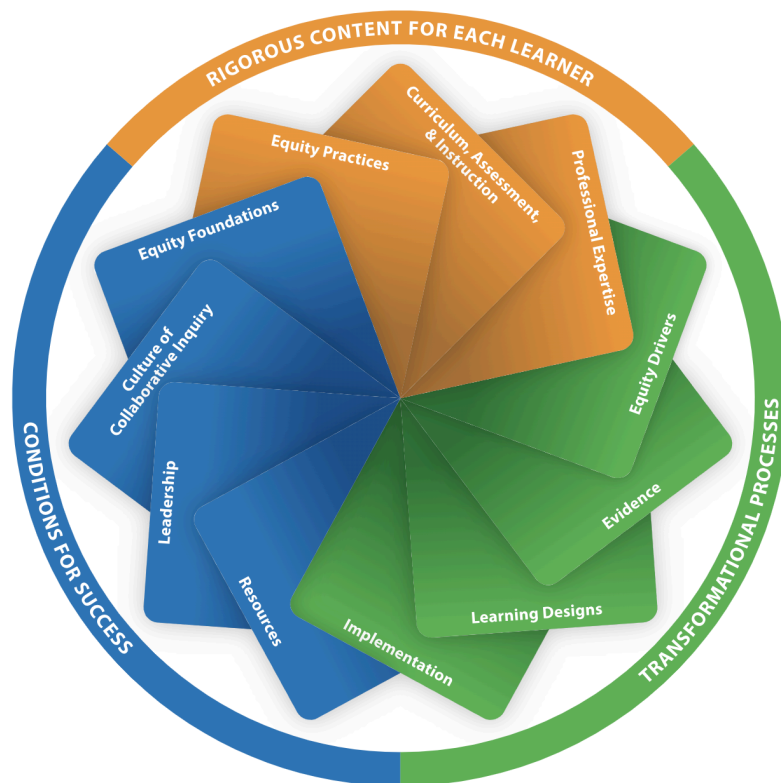 RIGOROUS CONTENT FOR EACH LEARNER
Equity Practices
Curriculum, Assessment,
& Instruction
Professional Expertise
TRANSFORMATIONAL PROCESSES
Equity Drivers
Evidence
Learning Designs
Implementation
CONDITIONS FOR SUCCESS
Equity Foundations
Culture of
Collaborative Inquiry
Leadership
Resources